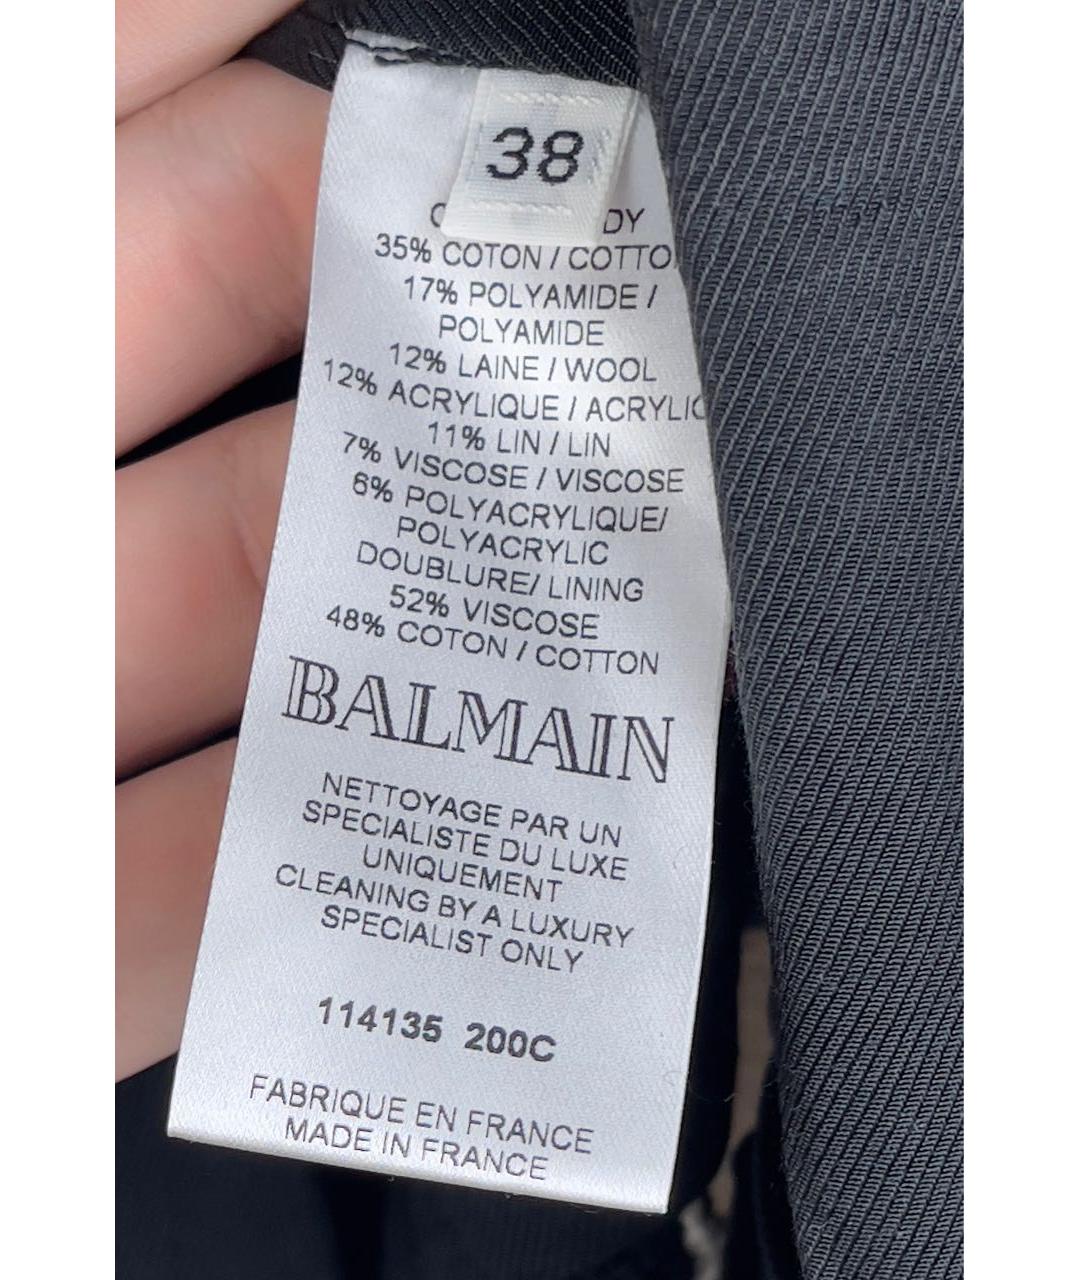 38
35% COTON / COTTO
17% POLYAMIDE /
POLYAMIDE
12% LAINE / WOOL
12% ACRYLIQUE / ACRYLIC
11% LIN / LIN
7% VISCOSE / VISCOSE
6% POLYACRYLIQUE/
POLYACRYLIC
DOUBLURE/ LINING
52% VISCOSE
48% COTON / COTTON
BALMAIN
NETTOYAGE PAR UN
SPECIALISTE DU LUXE
UNIQUEMENT
CLEANING BY A LUXURY
SPECIALIST ONLY
114135 200C
FABRIQUE EN FRANCE
MADE IN FRANCE